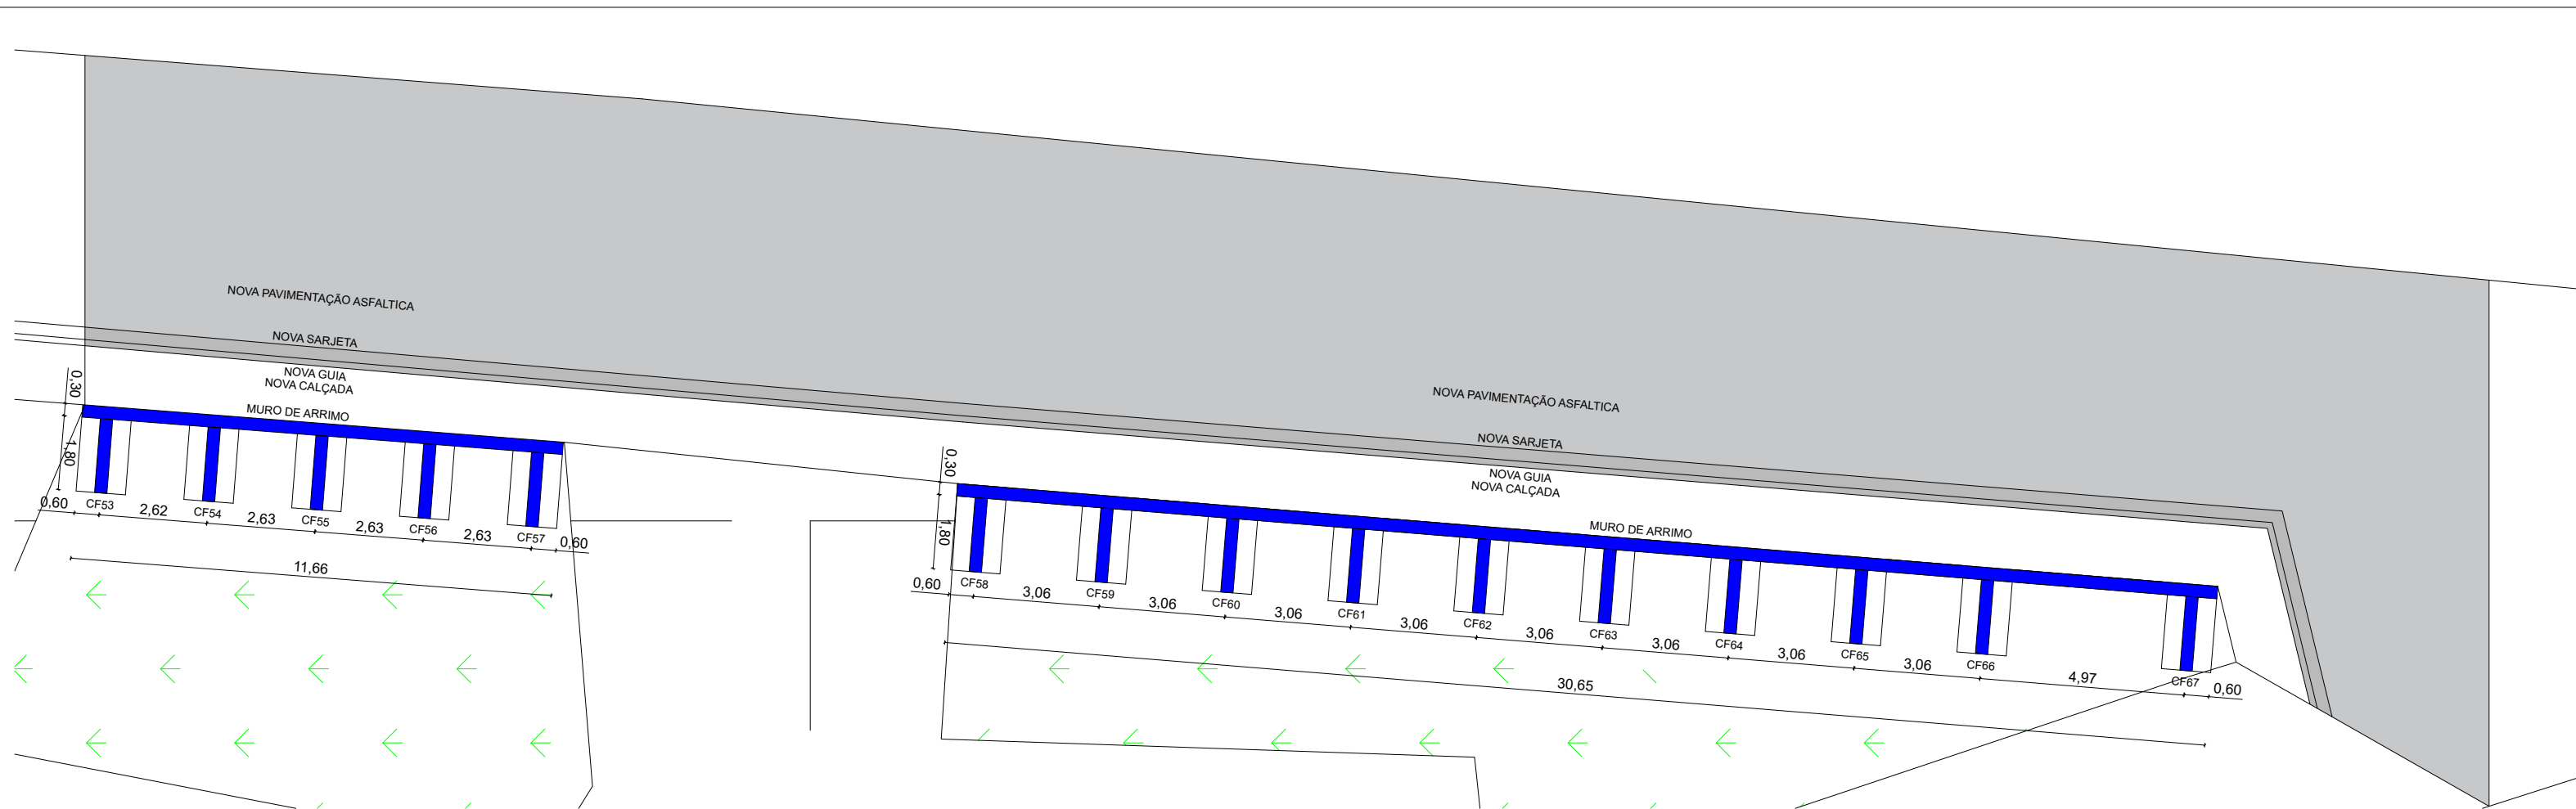 NOVA PAVIMENTAÇÃO ASFALTICA
NOVA SARJETA
NOVA GUIA
NOVA CALÇADA
MURO DE ARRIMO
0,30
1,80
CF53
CF54
CF55
CF56
CF57
0,60
2,62
2,63
2,63
2,63
0,60
11,66
NOVA PAVIMENTAÇÃO ASFALTICA
NOVA SARJETA
NOVA GUIA
NOVA CALÇADA
MURO DE ARRIMO
0,30
1,80
CF58
CF59
CF60
CF61
CF62
CF63
CF64
CF65
CF66
CF67
0,60
3,06
3,06
3,06
3,06
3,06
3,06
3,06
3,06
4,97
0,60
30,65